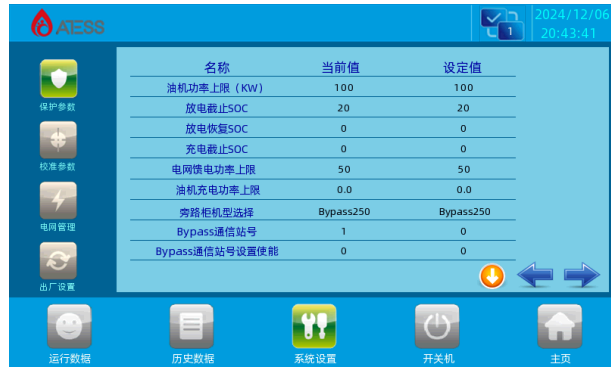 ATESS
1
2024/12/06
20:43:41
保护参数
校准参数
电网管理
出厂设置
名称 当前值 设定值
油机功率上限（KW） 100 100
放电截止SOC 20 20
放电恢复SOC 0 0
充电截止SOC 0 0
电网馈电功率上限 50 50
油机充电功率上限 0.0 0.0
旁路柜机型选择 Bypass250 Bypass250
Bypass通信站号 1 0
Bypass通信站号设置使能 0 0
运行数据 历史数据 系统设置 开关机 主页